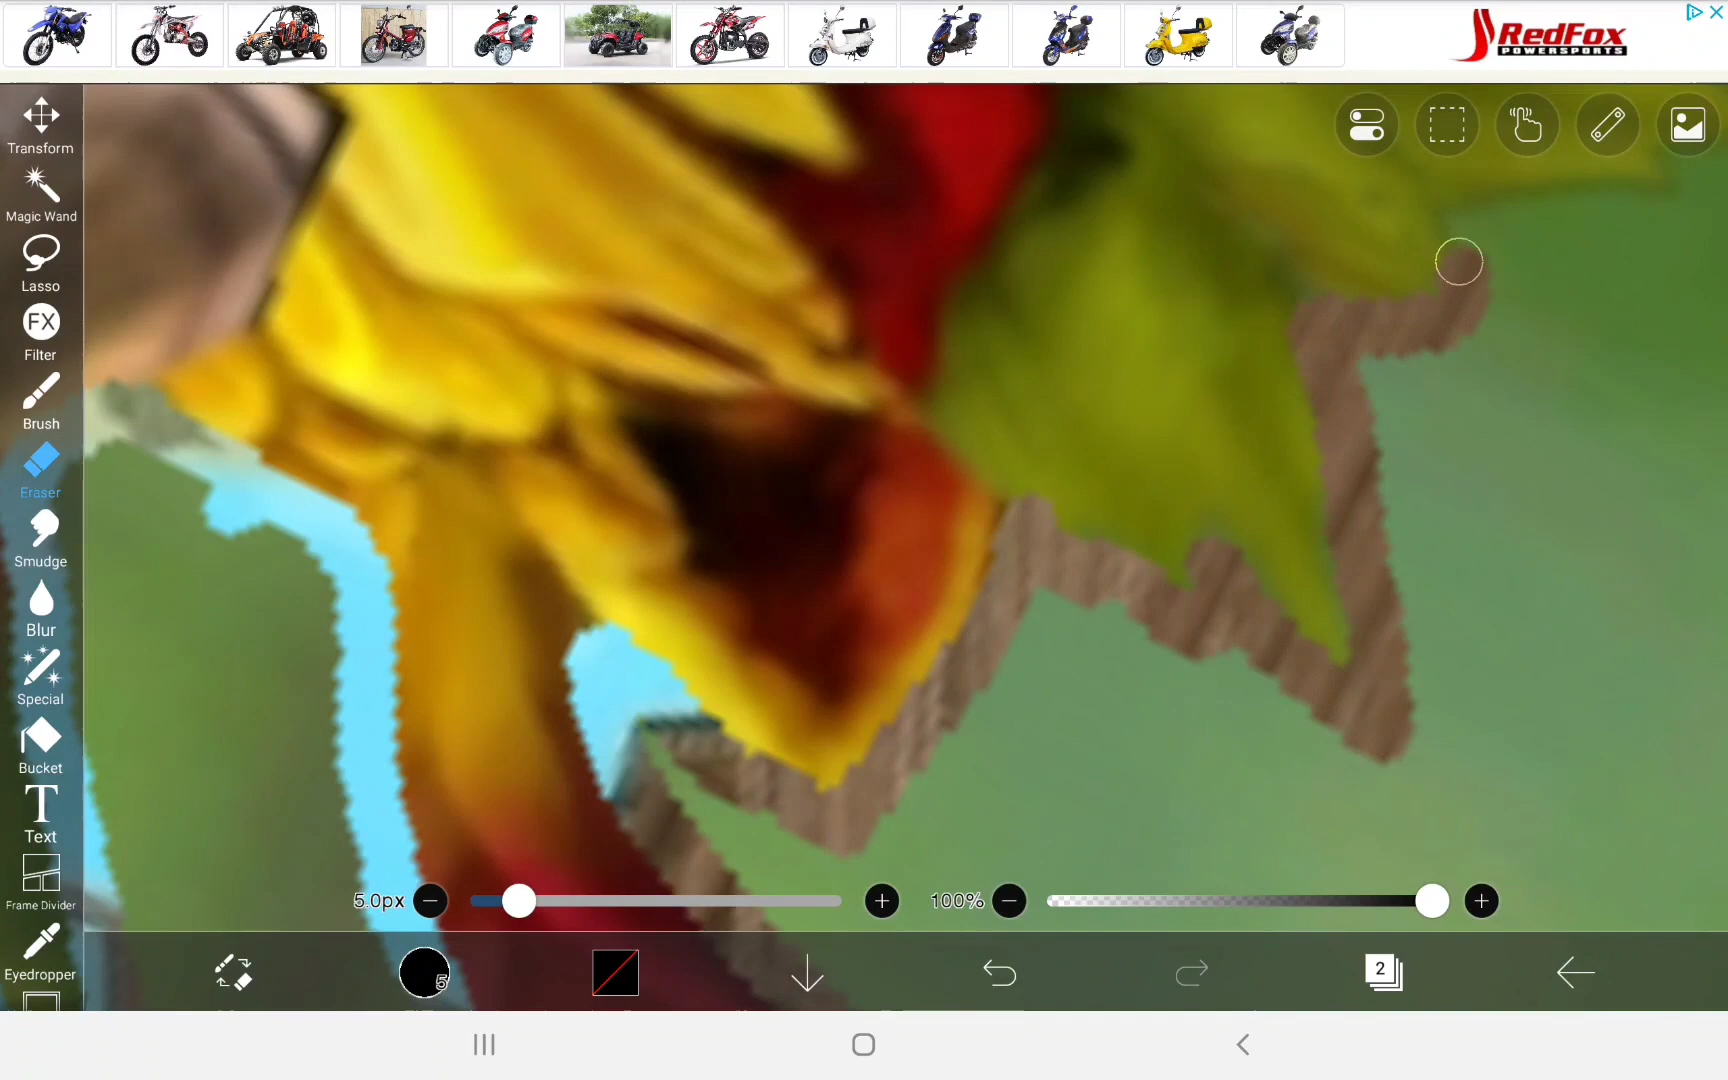 RedFox
POWERSPORTS
Transform
Magic Wand
Lasso
FX
Filter
Brush
Eraser
Smudge
Blur
Special
Bucket
T
Text
Frame Divider
Eyedropper
5.0px
100%
5
2